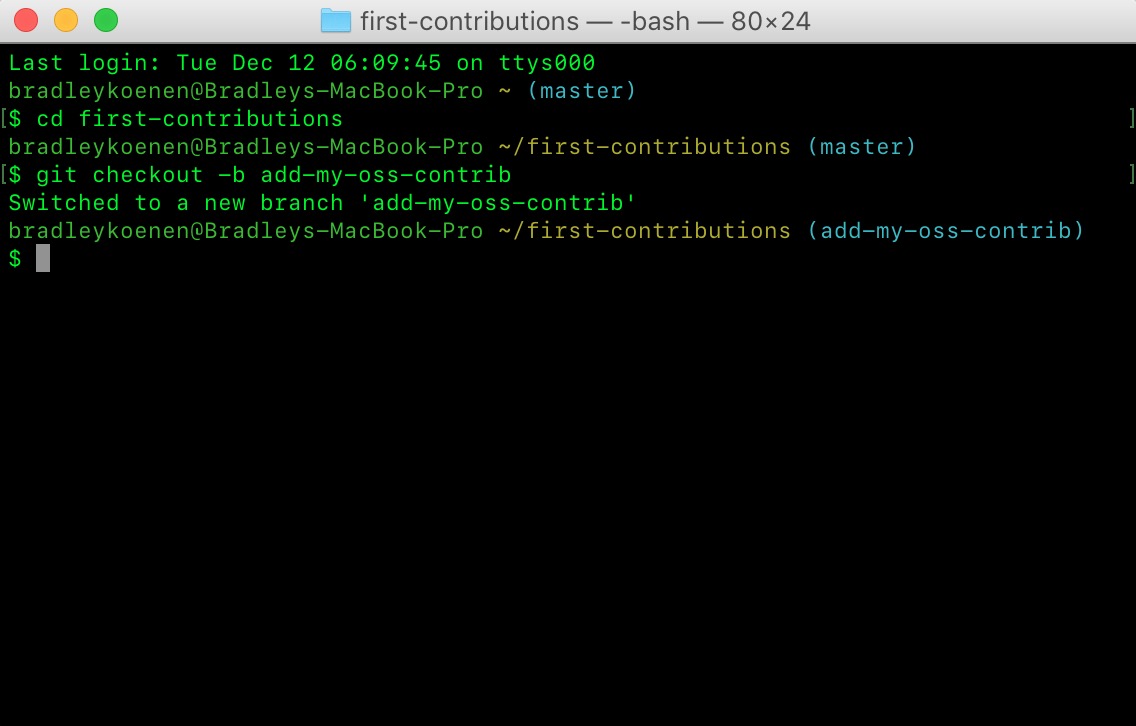 first-contributions — -bash — 80×24
Last login: Tue Dec 12 06:09:45 on ttys000
bradleykoenen@Bradleys-MacBook-Pro ~ (master)
[$ cd first-contributions ]
bradleykoenen@Bradleys-MacBook-Pro ~/first-contributions (master)
[$ git checkout -b add-my-oss-contrib ]
Switched to a new branch 'add-my-oss-contrib'
bradleykoenen@Bradleys-MacBook-Pro ~/first-contributions (add-my-oss-contrib)
$